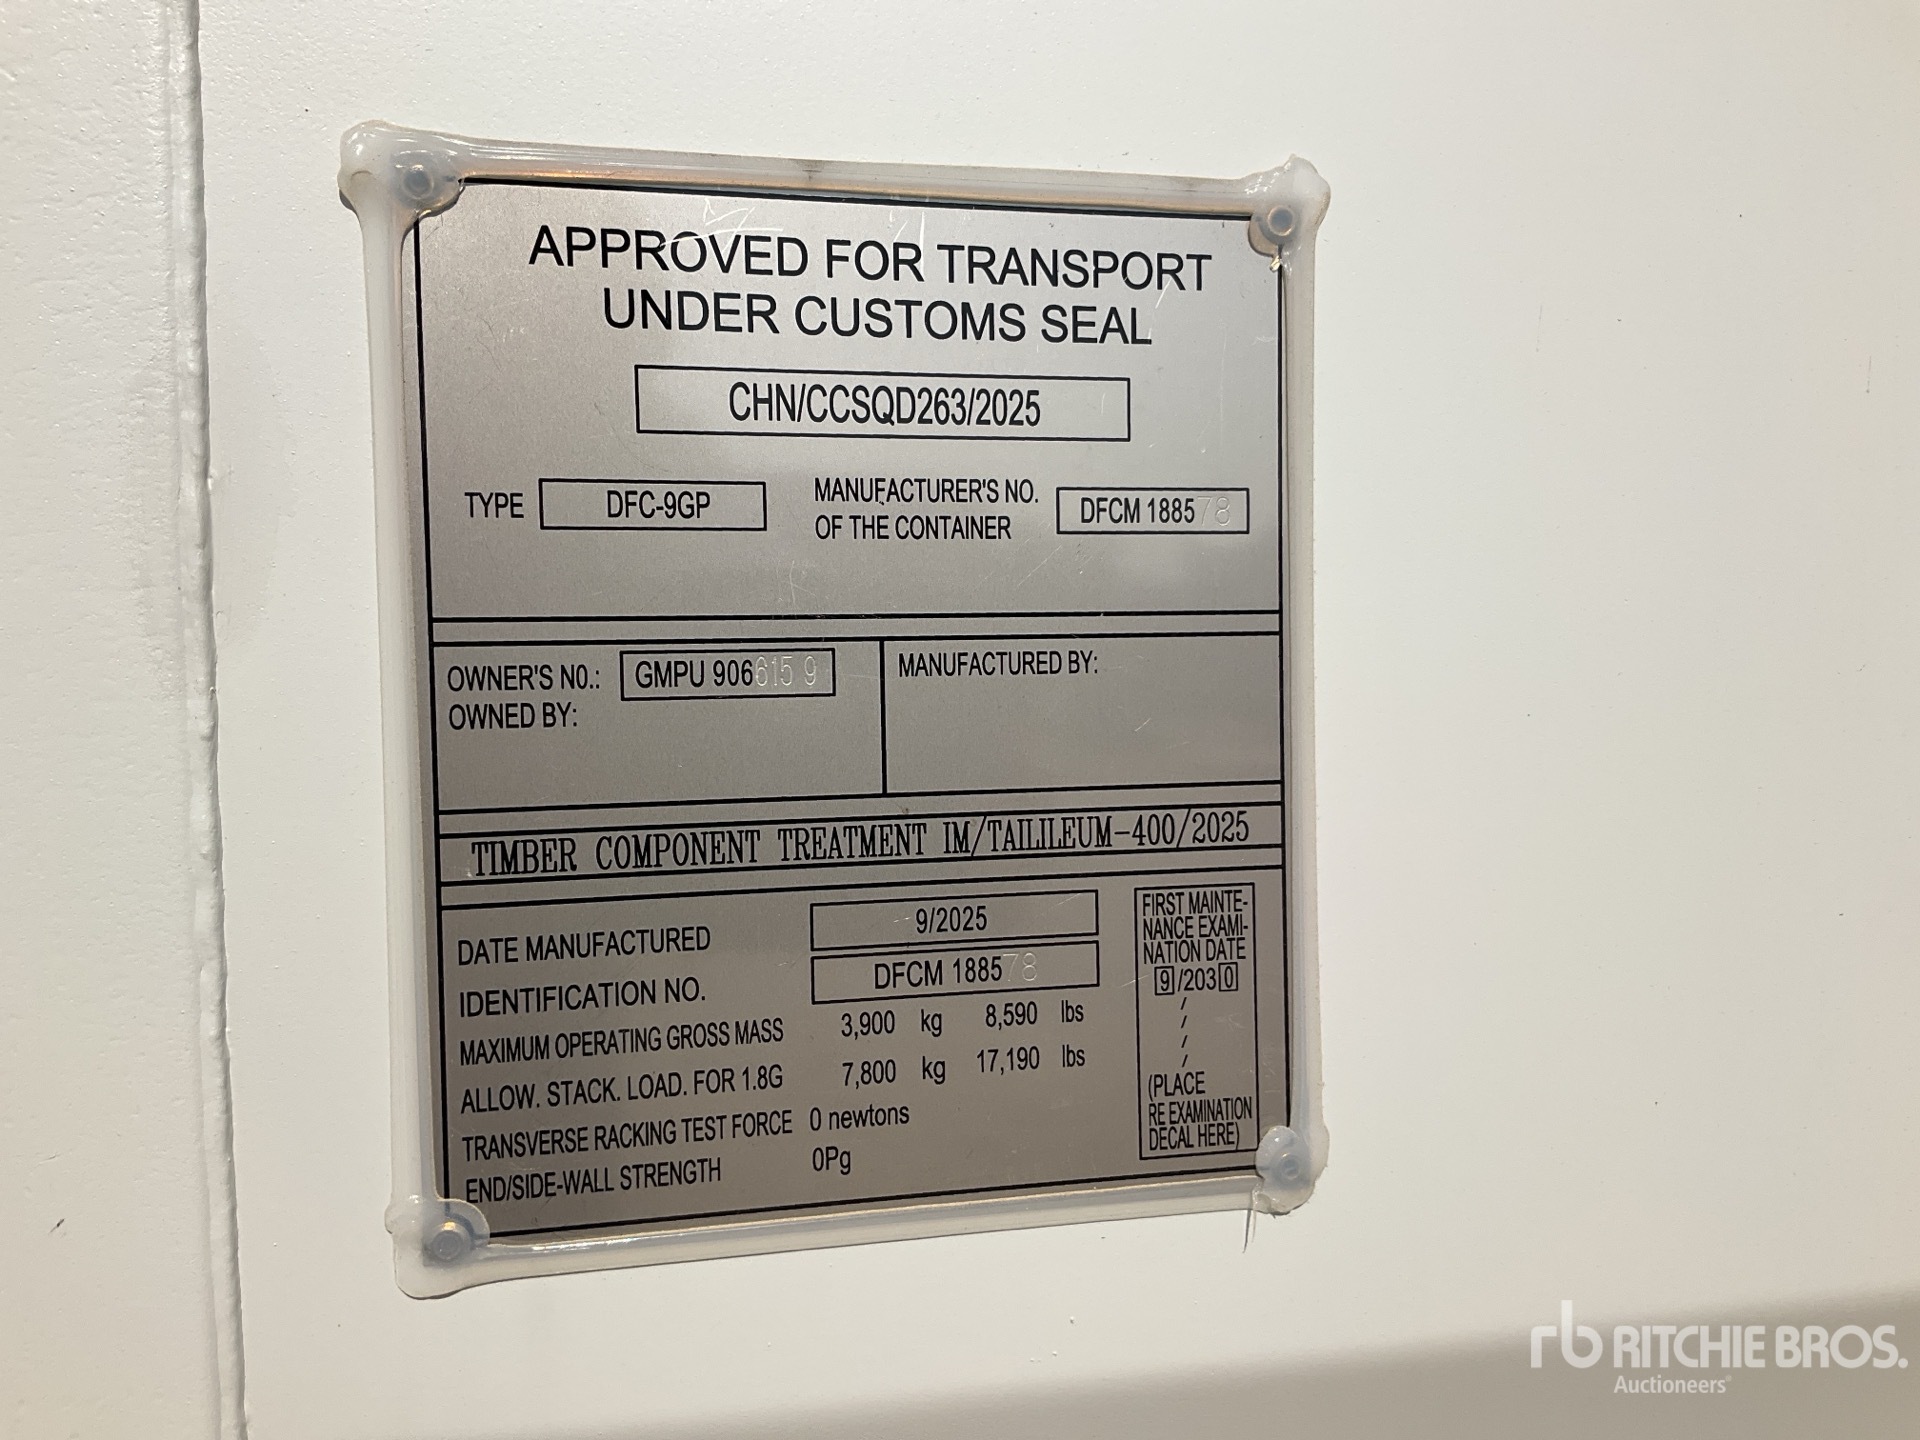 APPROVED FOR TRANSPORT
UNDER CUSTOMS SEAL
CHN/CCSQD263/2025
TYPE DFC-9GP MANUFACTURER'S NO.
OF THE CONTAINER DFCM 188578
OWNER'S NO.: GMPU 906615 9
OWNED BY:
MANUFACTURED BY:
TIMBER COMPONENT TREATMENT IM/TAILILEUM-400/2025
DATE MANUFACTURED 9/2025
IDENTIFICATION NO. DFCM 188578
MAXIMUM OPERATING GROSS MASS 3,900 kg 8,590 lbs
ALLOW. STACK. LOAD. FOR 1.8G 7,800 kg 17,190 lbs
TRANSVERSE RACKING TEST FORCE 0 newtons
END/SIDE-WALL STRENGTH 0Pg
FIRST MAINTE-
NANCE EXAMI-
NATION DATE
9/2030
/
/
/
/
(PLACE
RE EXAMINATION
DECAL HERE)
rb RITCHIE BROS.
Auctioneers